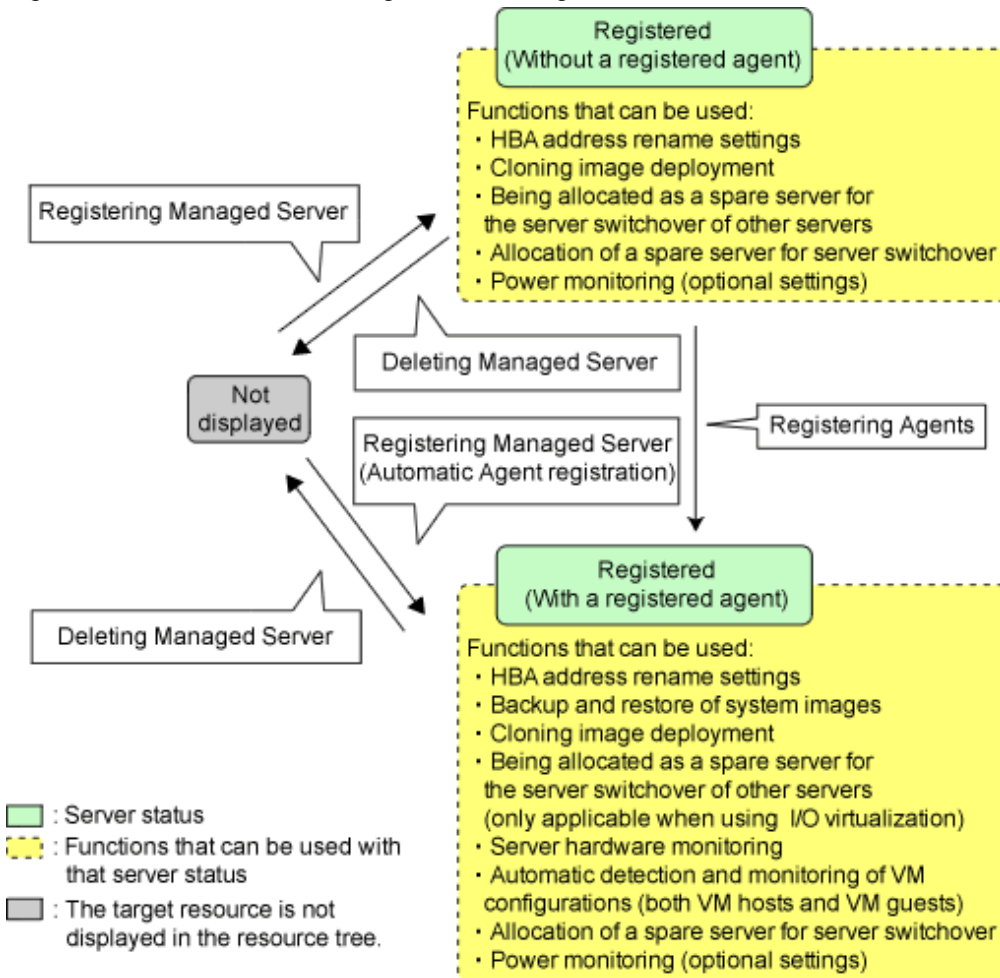 Registered
(Without a registered agent)
Functions that can be used:
・HBA address rename settings
・Cloning image deployment
・Being allocated as a spare server for
the server switchover of other servers
・Allocation of a spare server for server switchover
・Power monitoring (optional settings)
Registering Managed Server
Deleting Managed Server
Not
displayed
Registering Managed Server
(Automatic Agent registration)
Registering Agents
Deleting Managed Server
Registered
(With a registered agent)
Functions that can be used:
・HBA address rename settings
・Backup and restore of system images
・Cloning image deployment
・Being allocated as a spare server for
the server switchover of other servers
(only applicable when using I/O virtualization)
・Server hardware monitoring
・Automatic detection and monitoring of VM
configurations (both VM hosts and VM guests)
・Allocation of a spare server for server switchover
・Power monitoring (optional settings)
: Server status
: Functions that can be used with
that server status
: The target resource is not
displayed in the resource tree.